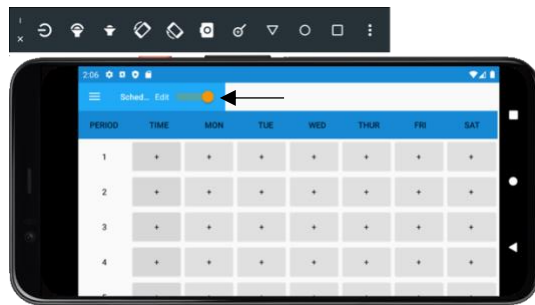 2:06
Sched... Edit
PERIOD TIME MON TUE WED THUR FRI SAT
1 + + + + + + +
2 + + + + + + +
3 + + + + + + +
4 + + + + + + +